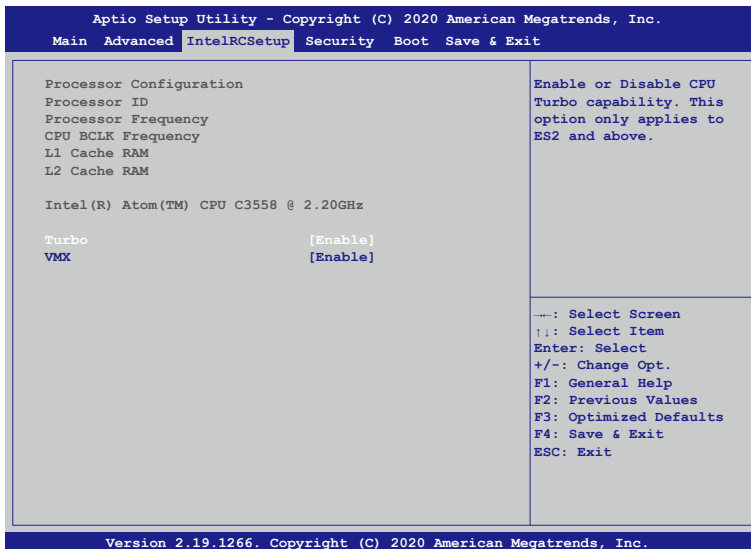 Aptio Setup Utility - Copyright (C) 2020 American Megatrends, Inc.
Main Advanced IntelRCSetup Security Boot Save & Exit
Processor Configuration
Processor ID
Processor Frequency
CPU BCLK Frequency
L1 Cache RAM
L2 Cache RAM
Intel(R) Atom(TM) CPU C3558 @ 2.20GHz
Turbo [Enable]
VMX [Enable]
Enable or Disable CPU
Turbo capability. This
option only applies to
ES2 and above.
→←: Select Screen
↑↓: Select Item
Enter: Select
+/-: Change Opt.
F1: General Help
F2: Previous Values
F3: Optimized Defaults
F4: Save & Exit
ESC: Exit
Version 2.19.1266. Copyright (C) 2020 American Megatrends, Inc.